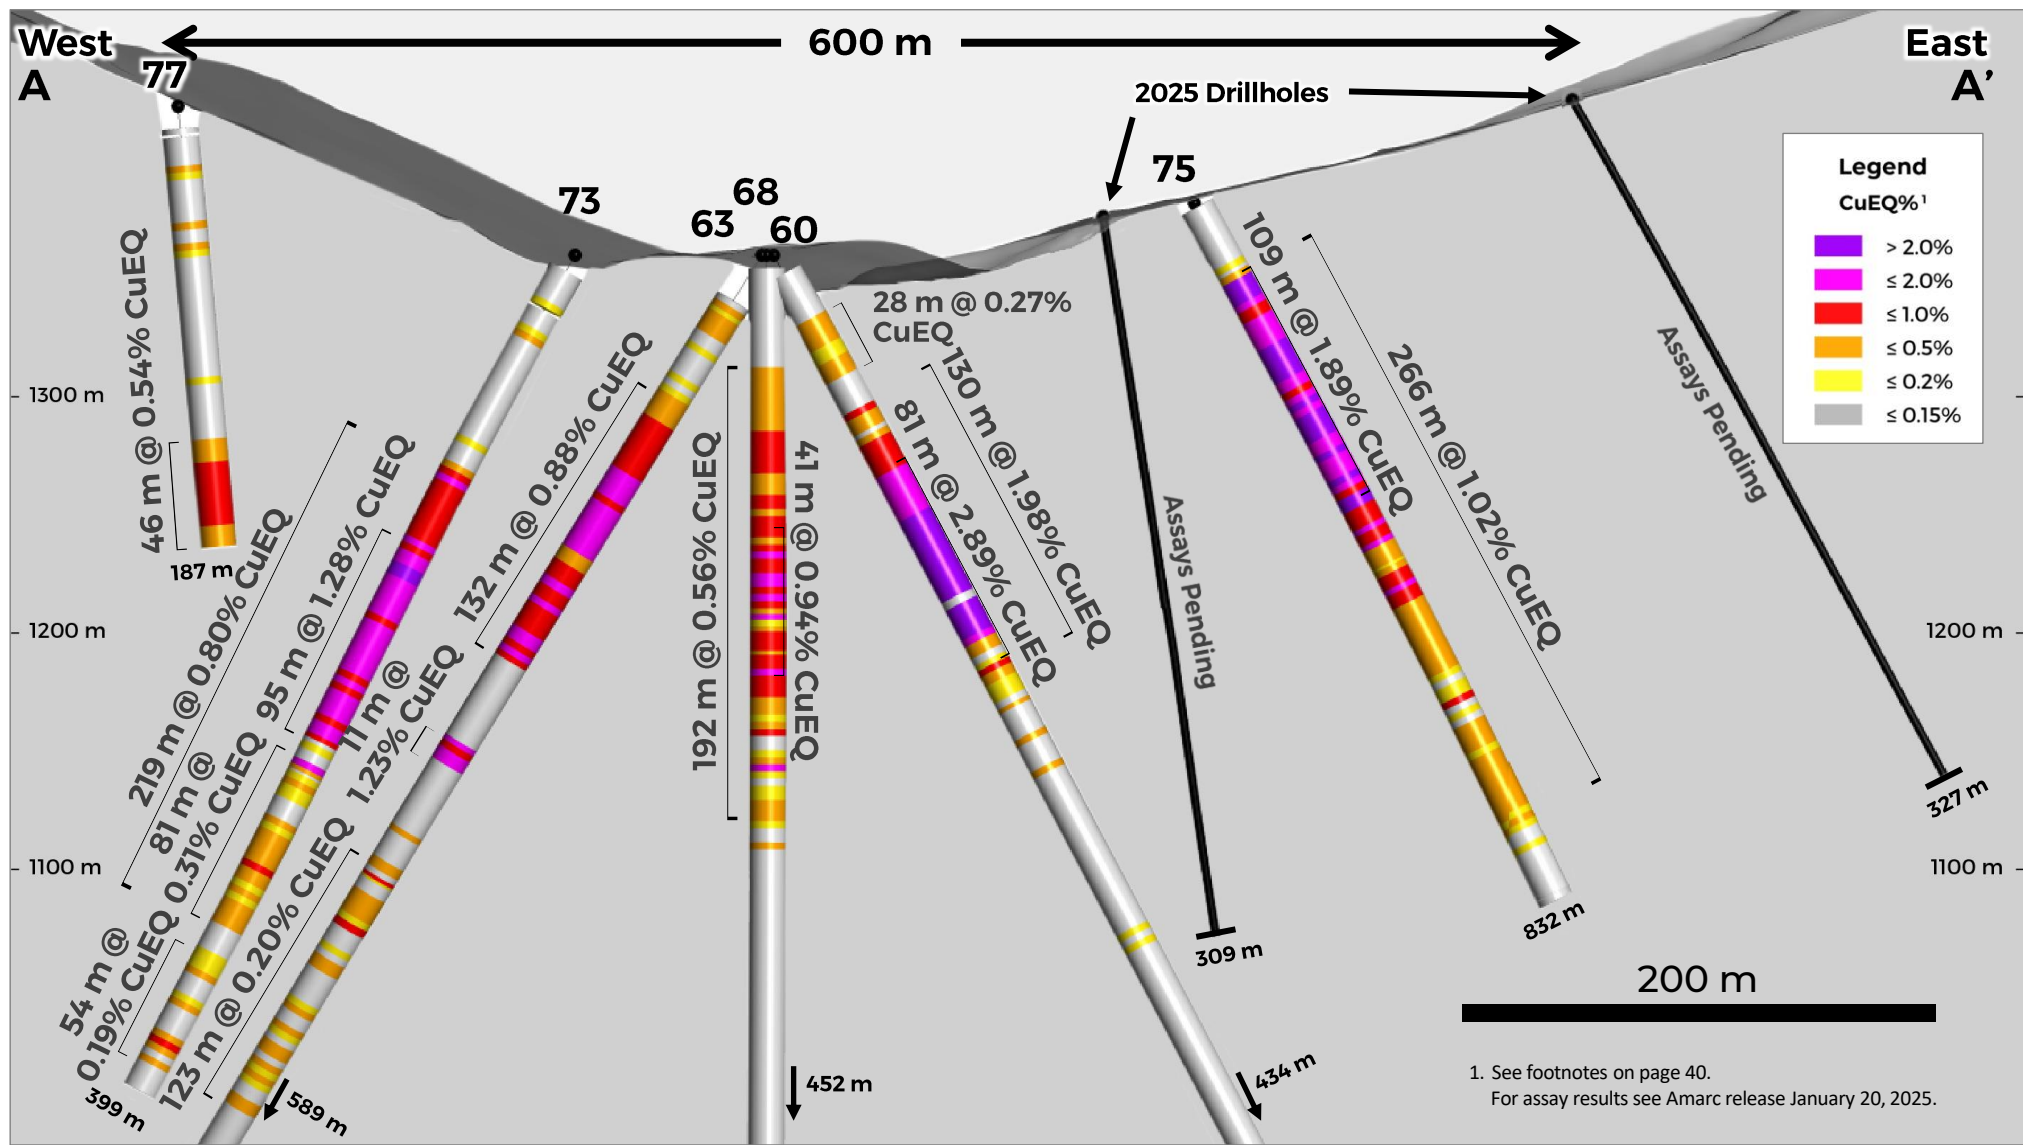 West
A
600 m
East
A’
77
2025 Drillholes
73
68
63
60
75
Legend
CuEQ%¹
> 2.0%
≤ 2.0%
≤ 1.0%
≤ 0.5%
≤ 0.2%
≤ 0.15%
1300 m
1200 m
1100 m
1200 m
1100 m
46 m @ 0.54% CuEQ
187 m
219 m @ 0.80% CuEQ
95 m @ 1.28% CuEQ
81 m @
0.31% CuEQ
54 m @
0.19% CuEQ
399 m
132 m @ 0.88% CuEQ
11 m @
1.23% CuEQ
123 m @ 0.20% CuEQ
589 m
192 m @ 0.56% CuEQ
41 m @ 0.94% CuEQ
452 m
28 m @ 0.27%
CuEQ
130 m @ 1.98% CuEQ
81 m @ 2.89% CuEQ
434 m
Assays Pending
309 m
109 m @ 1.89% CuEQ
266 m @ 1.02% CuEQ
832 m
Assays Pending
327 m
200 m
1. See footnotes on page 40.
For assay results see Amarc release January 20, 2025.